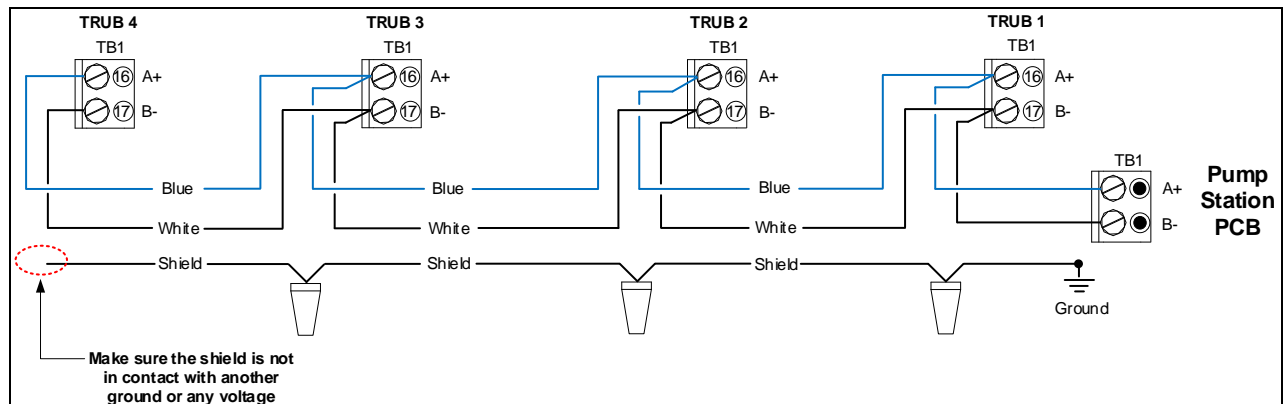 TRUB 4
TRUB 3
TRUB 2
TRUB 1
TB1
TB1
TB1
TB1
16 A+
16 A+
16 A+
16 A+
17 B-
17 B-
17 B-
17 B-
TB1
A+
B-
Pump
Station
PCB
Blue
Blue
Blue
White
White
White
Shield
Shield
Shield
Ground
Make sure the shield is not
in contact with another
ground or any voltage